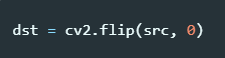 dst = cv2.flip(src, 0)